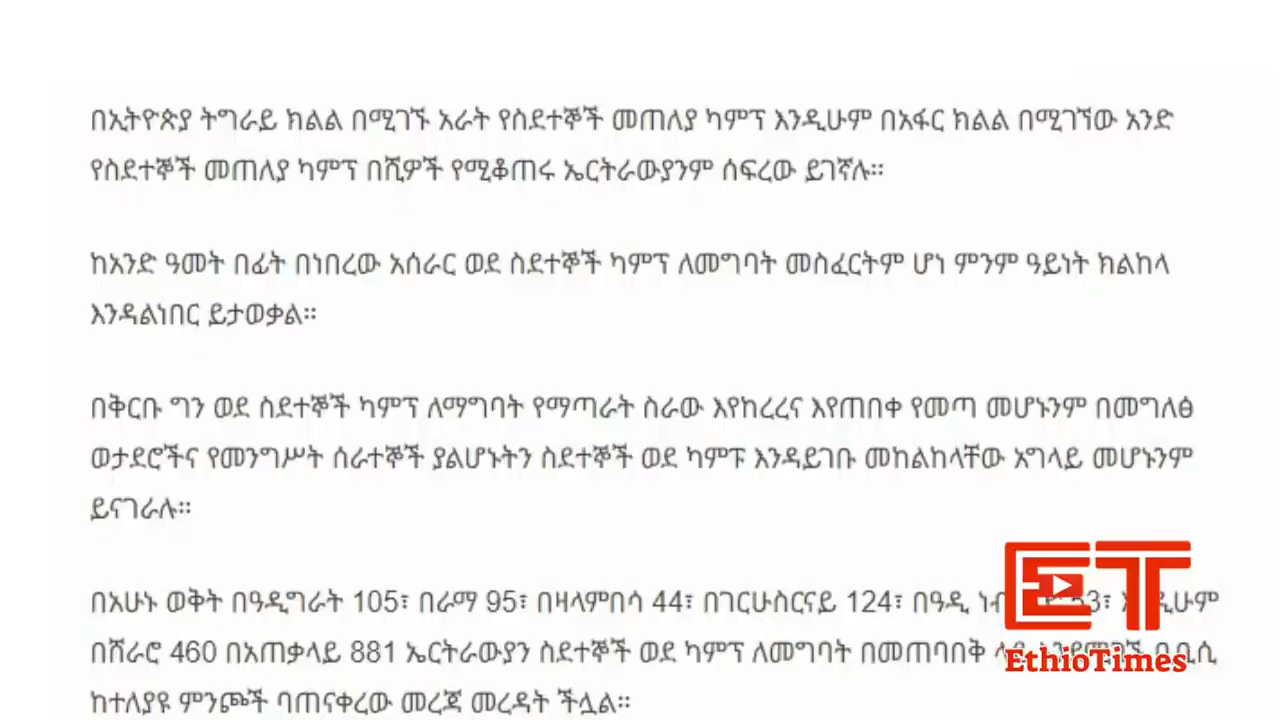 በኢትዮጵያ ትግራይ ክልል በሚገኙ አራት የስደተኞች መጠለያ ካምፕ እንዲሁም በአፋር ክልል በሚገኘው አንድ
የስደተኞች መጠለያ ካምፕ በሺዎች የሚቆጠሩ ኤርትራውያንም ሰፍረው ይገኛሉ።
ከአንድ ዓመት በፊት በነበረው አሰራር ወደ ስደተኞች ካምፕ ለመግባት መስፈርትም ሆነ ምንም ዓይነት ክልከላ
እንዳልነበር ይታወቃል።
በቅርቡ ግን ወደ ስደተኞች ካምፕ ለማግባት የማጣራት ስራው እየከረረና እየጠበቀ የመጣ መሆኑንም በመግለፅ
ወታደሮችና የመንግሥት ሰራተኞች ያልሆኑትን ስደተኞች ወደ ካምፑ እንዳይገቡ መከልከላቸው አግላይ መሆኑንም
ይናገራሉ።
በአሁኑ ወቅት በዓዲግራት 105፣ በራማ 95፣ በዛላምበሳ 44፣ በገርሁስርናይ 124፣ በዓዲ
በሽራሮ 460 በአጠቃላይ 881 ኤርትራውያን ስደተኞች ወደ ካምፕ ለመግባት በመጠባበቅ
ከተለያዩ ምንጮች ባጠናቀረው መረጃ መረዳት ችሏል።
ET
EthioTimes